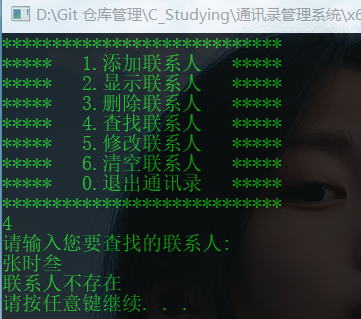 D:\Git 仓库管理\C_Studying\通讯录管理系统\x6
****************************
***** 1.添加联系人 *****
***** 2.显示联系人 *****
***** 3.删除联系人 *****
***** 4.查找联系人 *****
***** 5.修改联系人 *****
***** 6.清空联系人 *****
***** 0.退出通讯录 *****
****************************
4
请输入您要查找的联系人:
张时叁
联系人不存在
请按任意键继续. . .